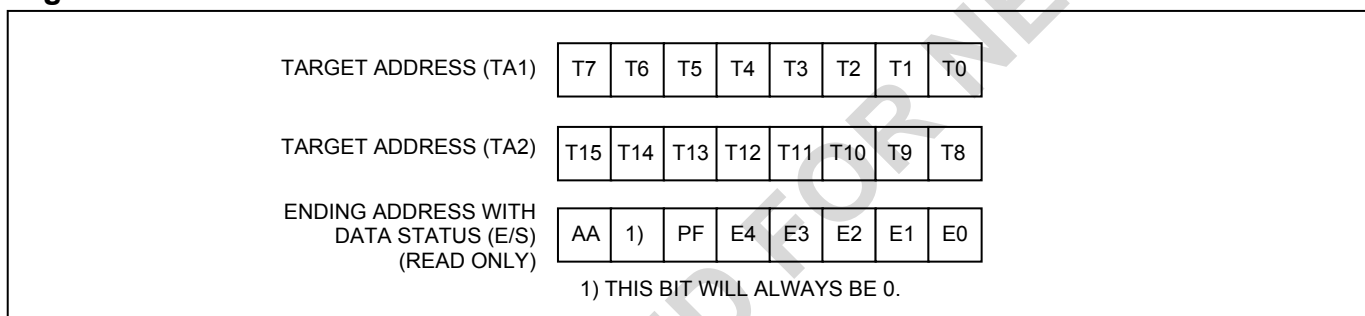 TARGET ADDRESS (TA1) T7 T6 T5 T4 T3 T2 T1 T0
TARGET ADDRESS (TA2) T15 T14 T13 T12 T11 T10 T9 T8
ENDING ADDRESS WITH
DATA STATUS (E/S)
(READ ONLY)
AA 1) PF E4 E3 E2 E1 E0
1) THIS BIT WILL ALWAYS BE 0.
D FOR NE